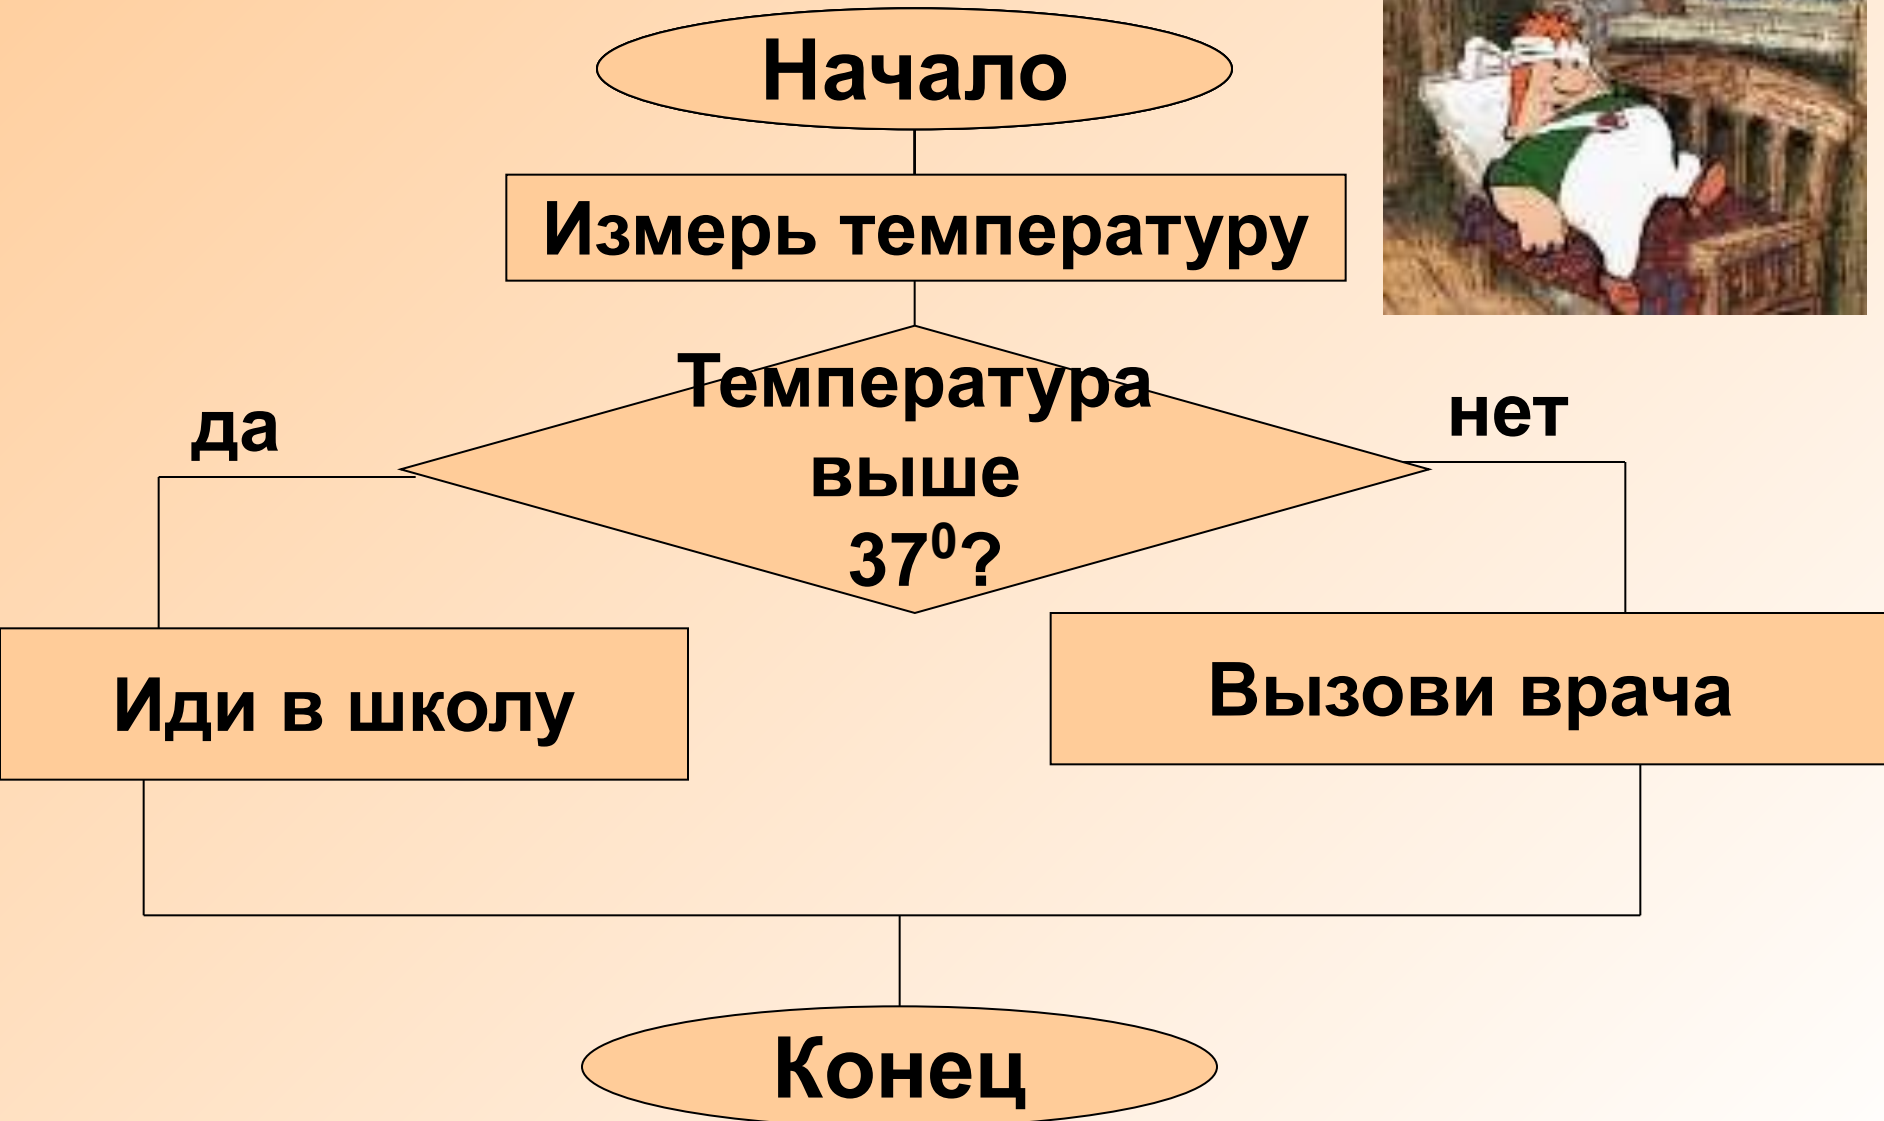 Начало
Измерь температуру
Температура
выше
37⁰?
да
нет
Иди в школу
Вызови врача
Конец